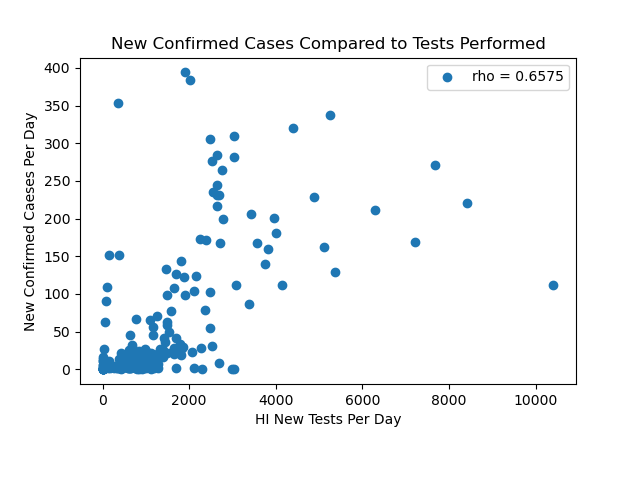 New Confirmed Cases Compared to Tests Performed
rho = 0.6575
New Confirmed Caeses Per Day
400
350
300
250
200
150
100
50
0
0 2000 4000 6000 8000 10000
HI New Tests Per Day